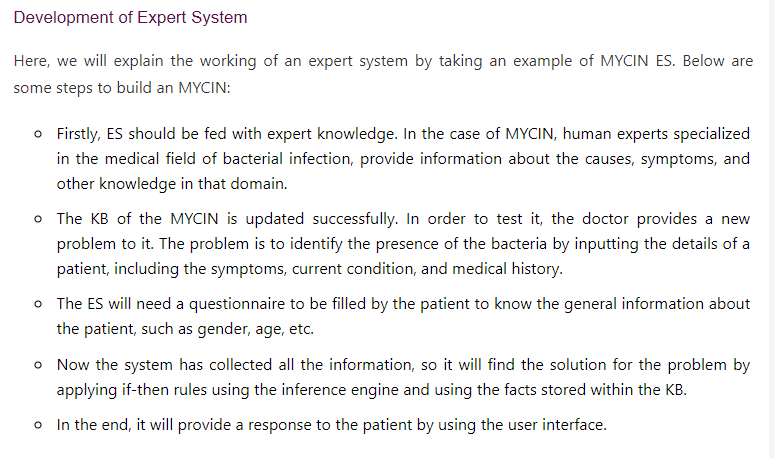 Development of Expert System
Here, we will explain the working of an expert system by taking an example of MYCIN ES. Below are
some steps to build an MYCIN:
o Firstly, ES should be fed with expert knowledge. In the case of MYCIN, human experts specialized
in the medical field of bacterial infection, provide information about the causes, symptoms, and
other knowledge in that domain.
o The KB of the MYCIN is updated successfully. In order to test it, the doctor provides a new
problem to it. The problem is to identify the presence of the bacteria by inputting the details of a
patient, including the symptoms, current condition, and medical history.
o The ES will need a questionnaire to be filled by the patient to know the general information about
the patient, such as gender, age, etc.
o Now the system has collected all the information, so it will find the solution for the problem by
applying if-then rules using the inference engine and using the facts stored within the KB.
o In the end, it will provide a response to the patient by using the user interface.